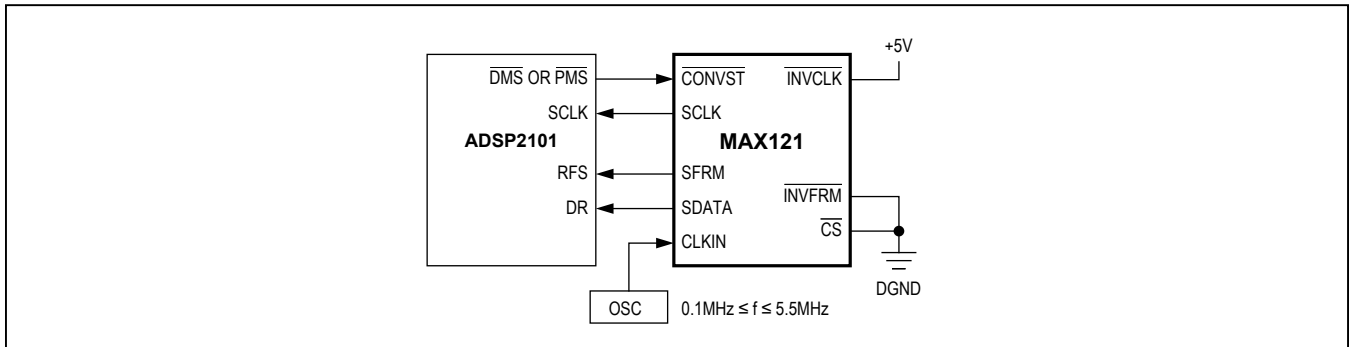 +5V
DMS OR PMS
CONVST
INVCLK
SCLK
SCLK
ADSP2101
MAX121
RFS
SFRM
INVFRM
DR
SDATA
CS
CLKIN
DGND
OSC
0.1MHz ≤ f ≤ 5.5MHz